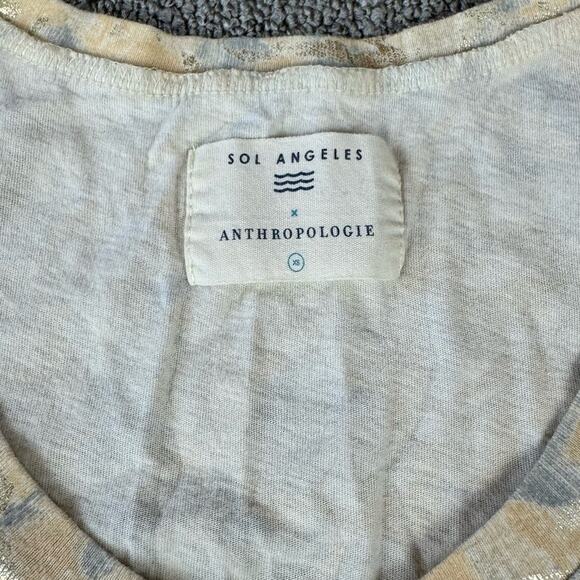 SOL ANGELES
x
ANTHROPOLOGIE
XS